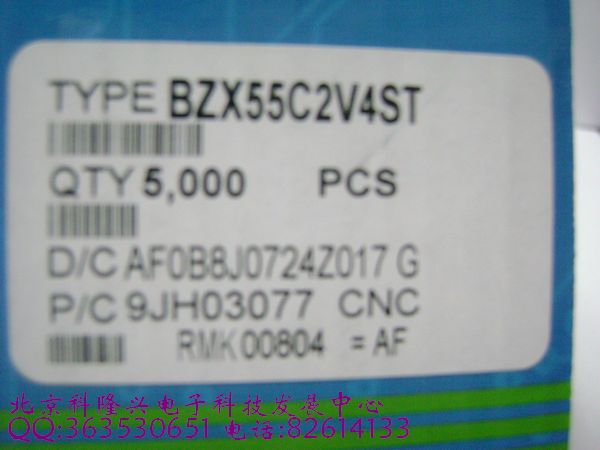 TYPE BZX55C2V4ST
QTY 5,000 PCS
D/C AF0B8J0724Z017 G
P/C 9JH03077 CNC
RMK 00804 = AF
北京科隆兴电子科技发展中心
QQ:363530651 电话:82614133